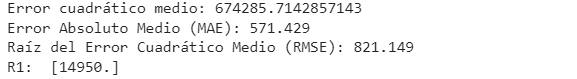 Error cuadrático medio: 674285.7142857143
Error Absoluto Medio (MAE): 571.429
Raíz del Error Cuadrático Medio (RMSE): 821.149
R1:  [14950.]